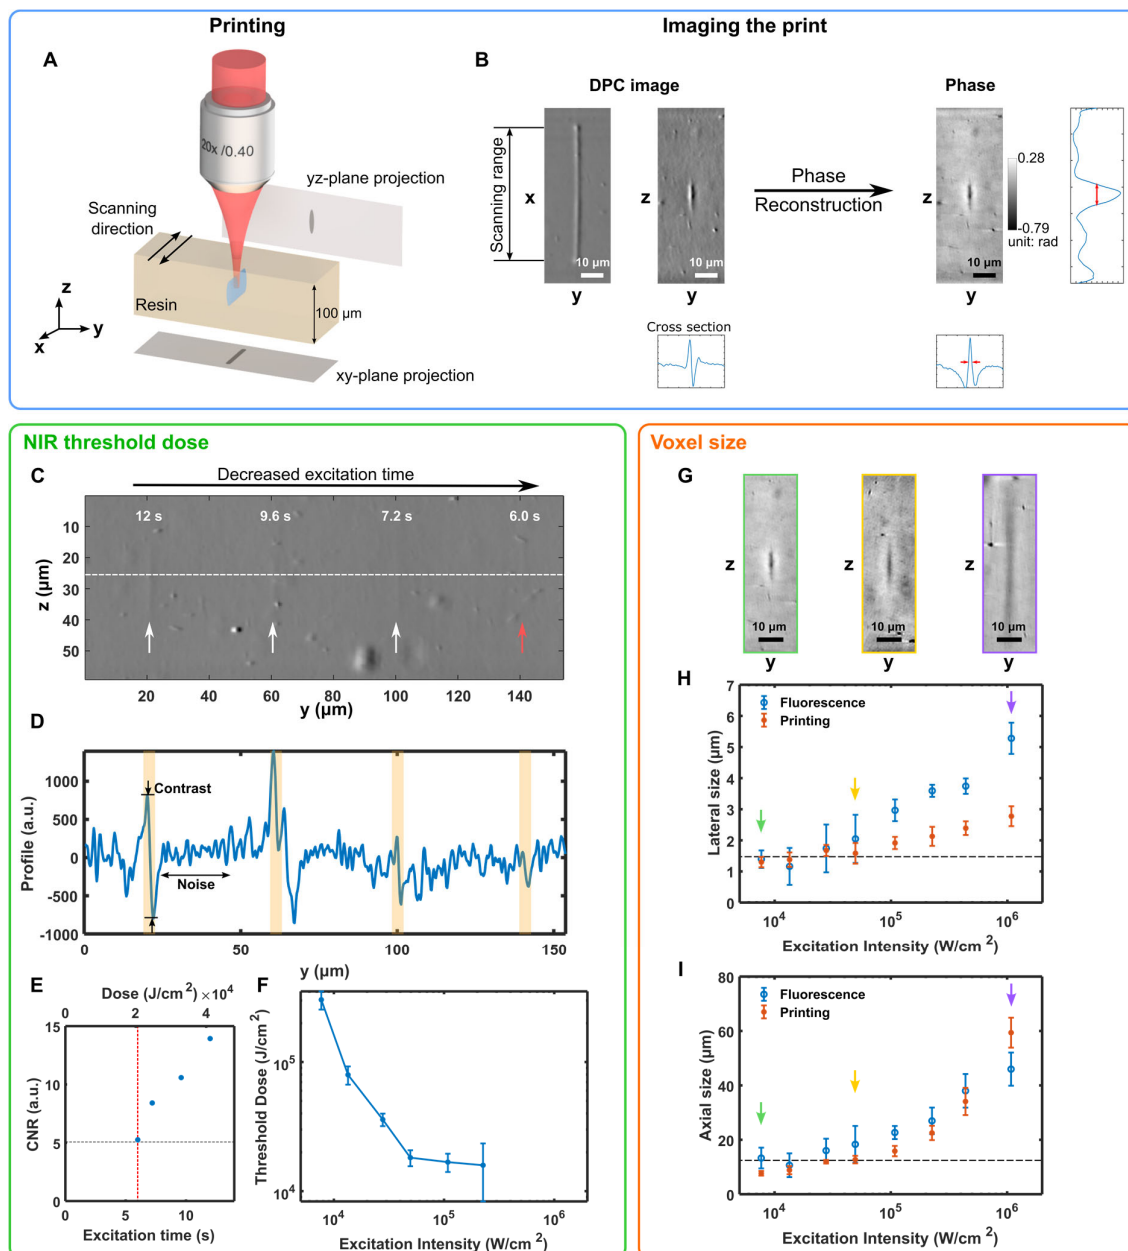 Printing
Imaging the print
A
20x /0.40
yz-plane projection
Scanning
direction
Resin
100 µm
z
y
x
xy-plane projection
B
DPC image
Phase
Scanning range
x
10 µm
y
z
10 µm
y
Cross section
Phase
Reconstruction
z
10 µm
y
0.28
-0.79
unit: rad
NIR threshold dose
C
Decreased excitation time
12 s
9.6 s
7.2 s
6.0 s
z (µm)
10
20
30
40
50
20 40 60 80 100 120 140
y (µm)
D
Profile (a.u.)
1000
500
0
-500
-1000
Contrast
Noise
0 50 100 150
y (µm)
E
Dose (J/cm²) ×10⁴
0 2 4
CNR (a.u.)
15
10
5
0
0 5 10
Excitation time (s)
F
Threshold Dose (J/cm²)
10⁵
10⁴
10⁴ 10⁵ 10⁶
Excitation Intensity (W/cm²)
Voxel size
G
z
10 µm
y
z
10 µm
y
z
10 µm
y
H
Lateral size (µm)
7
6
5
4
3
2
1
0
Fluorescence
Printing
10⁴ 10⁵ 10⁶
Excitation Intensity (W/cm²)
I
Axial size (µm)
80
60
40
20
0
Fluorescence
Printing
10⁴ 10⁵ 10⁶
Excitation Intensity (W/cm²)